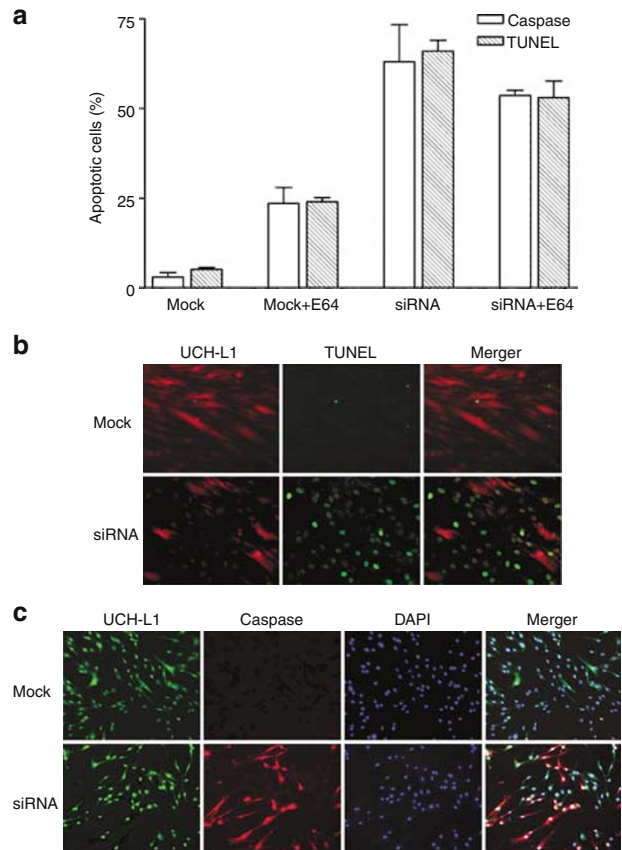 a
75
50
25
0
Apoptotic cells (%)
Caspase
TUNEL
Mock
Mock+E64
siRNA
siRNA+E64
b
UCH-L1 TUNEL Merger
Mock
siRNA
c
UCH-L1 Caspase DAPI Merger
Mock
siRNA